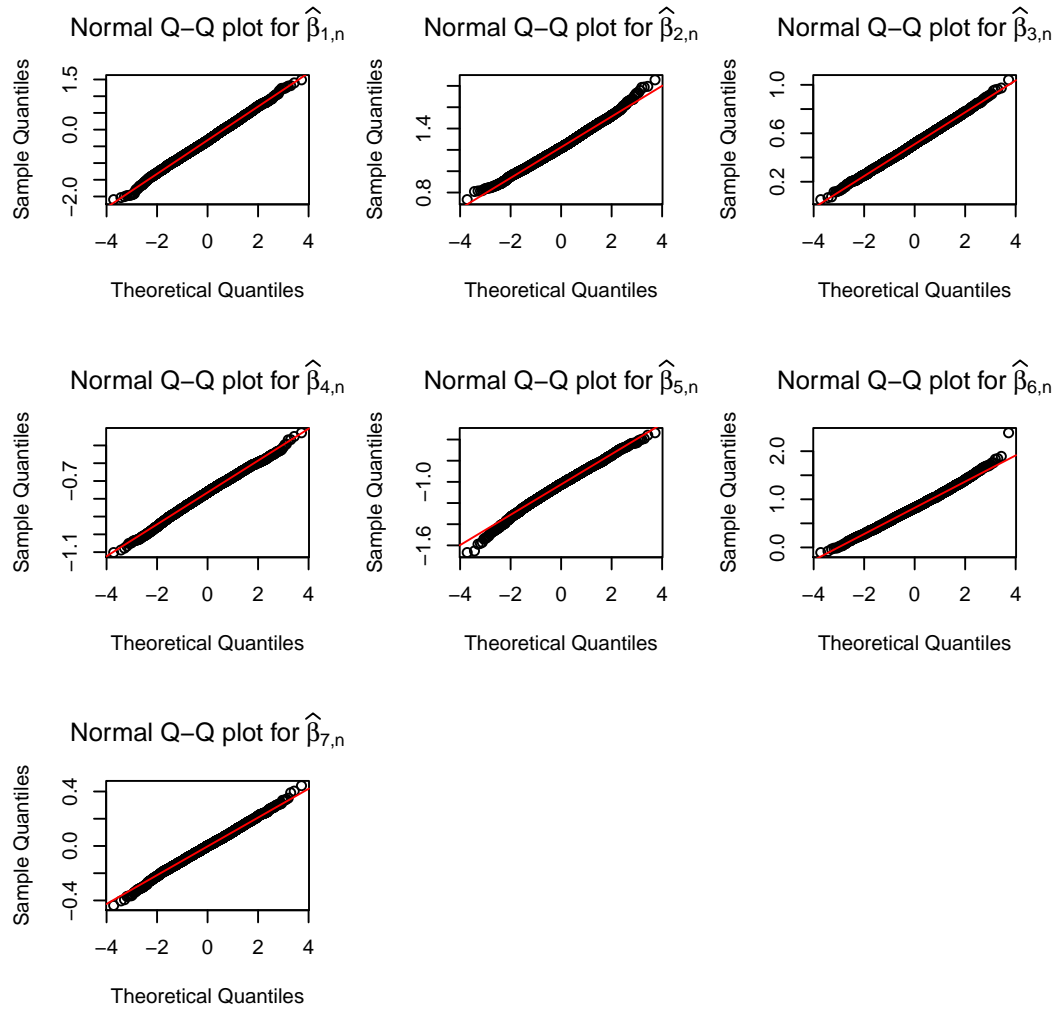 Normal Q−Q plot for β̂1,n
Sample Quantiles
1.5
0.0
−2.0
−4 −2 0 2 4
Theoretical Quantiles
Normal Q−Q plot for β̂2,n
Sample Quantiles
1.4
0.8
−4 −2 0 2 4
Theoretical Quantiles
Normal Q−Q plot for β̂3,n
Sample Quantiles
1.0
0.6
0.2
−4 −2 0 2 4
Theoretical Quantiles
Normal Q−Q plot for β̂4,n
Sample Quantiles
−0.7
−1.1
−4 −2 0 2 4
Theoretical Quantiles
Normal Q−Q plot for β̂5,n
Sample Quantiles
−1.0
−1.6
−4 −2 0 2 4
Theoretical Quantiles
Normal Q−Q plot for β̂6,n
Sample Quantiles
2.0
1.0
0.0
−4 −2 0 2 4
Theoretical Quantiles
Normal Q−Q plot for β̂7,n
Sample Quantiles
0.4
0.0
−0.4
−4 −2 0 2 4
Theoretical Quantiles